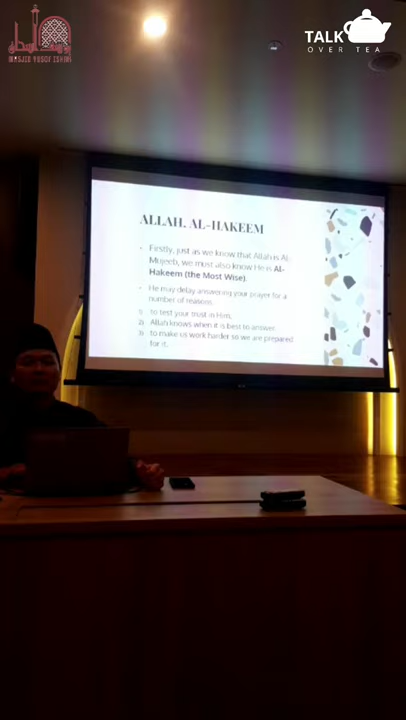 MASJID YUSOF ISHAK
TALK
OVER TEA
ALLAH, AL-HAKEEM
Firstly, just as we know that Allah is Al-
Mujeeb, we must also know He is Al-
Hakeem (the Most Wise).
He may delay answering your prayer for a
number of reasons:
1) to test your trust in Him;
2) Allah knows when it is best to answer
3) to make us work harder so we are prepared
for it.